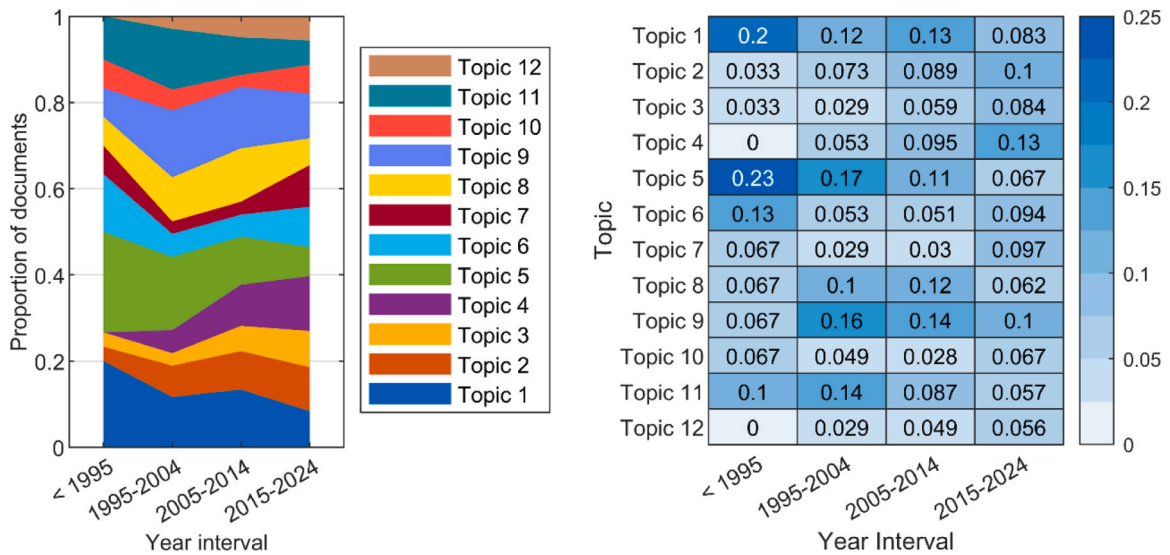 Proportion of documents
1
0.8
0.6
0.4
0.2
0
< 1995
1995-2004
2005-2014
2015-2024
Year interval
Topic 12
Topic 11
Topic 10
Topic 9
Topic 8
Topic 7
Topic 6
Topic 5
Topic 4
Topic 3
Topic 2
Topic 1
Topic
Topic 1 0.2 0.12 0.13 0.083
Topic 2 0.033 0.073 0.089 0.1
Topic 3 0.033 0.029 0.059 0.084
Topic 4 0 0.053 0.095 0.13
Topic 5 0.23 0.17 0.11 0.067
Topic 6 0.13 0.053 0.051 0.094
Topic 7 0.067 0.029 0.03 0.097
Topic 8 0.067 0.1 0.12 0.062
Topic 9 0.067 0.16 0.14 0.1
Topic 10 0.067 0.049 0.028 0.067
Topic 11 0.1 0.14 0.087 0.057
Topic 12 0 0.029 0.049 0.056
< 1995
1995-2004
2005-2014
2015-2024
Year Interval
0.25
0.2
0.15
0.1
0.05
0